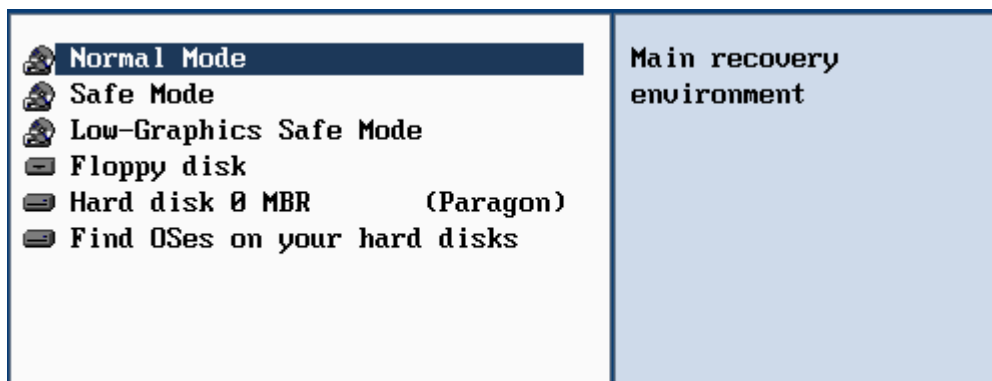 Normal Mode
Safe Mode
Low-Graphics Safe Mode
Floppy disk
Hard disk 0 MBR (Paragon)
Find OSes on your hard disks
Main recovery
environment